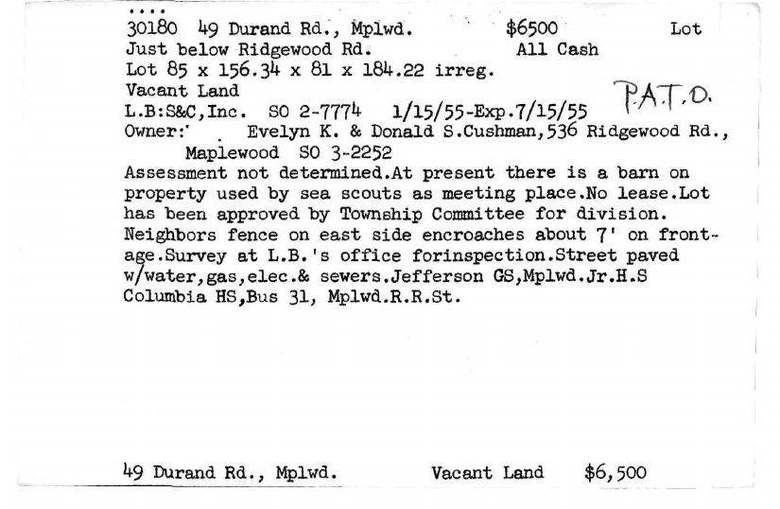 ....
30180 49 Durand Rd., Mplwd. $6500 Lot
Just below Ridgewood Rd. All Cash
Lot 85 x 156.34 x 81 x 184.22 irreg.
Vacant Land
P.A.T.O.
L.B:S&C,Inc. SO 2-7774 1/15/55-Exp.7/15/55
Owner:' . Evelyn K. & Donald S.Cushman,536 Ridgewood Rd.,
Maplewood SO 3-2252
Assessment not determined.At present there is a barn on
property used by sea scouts as meeting place.No lease.Lot
has been approved by Township Committee for division.
Neighbors fence on east side encroaches about 7' on front-
age.Survey at L.B.'s office forinspection.Street paved
w/water,gas,elec.& sewers.Jefferson GS,Mplwd.Jr.H.S
Columbia HS,Bus 31, Mplwd.R.R.St.
49 Durand Rd., Mplwd. Vacant Land $6,500